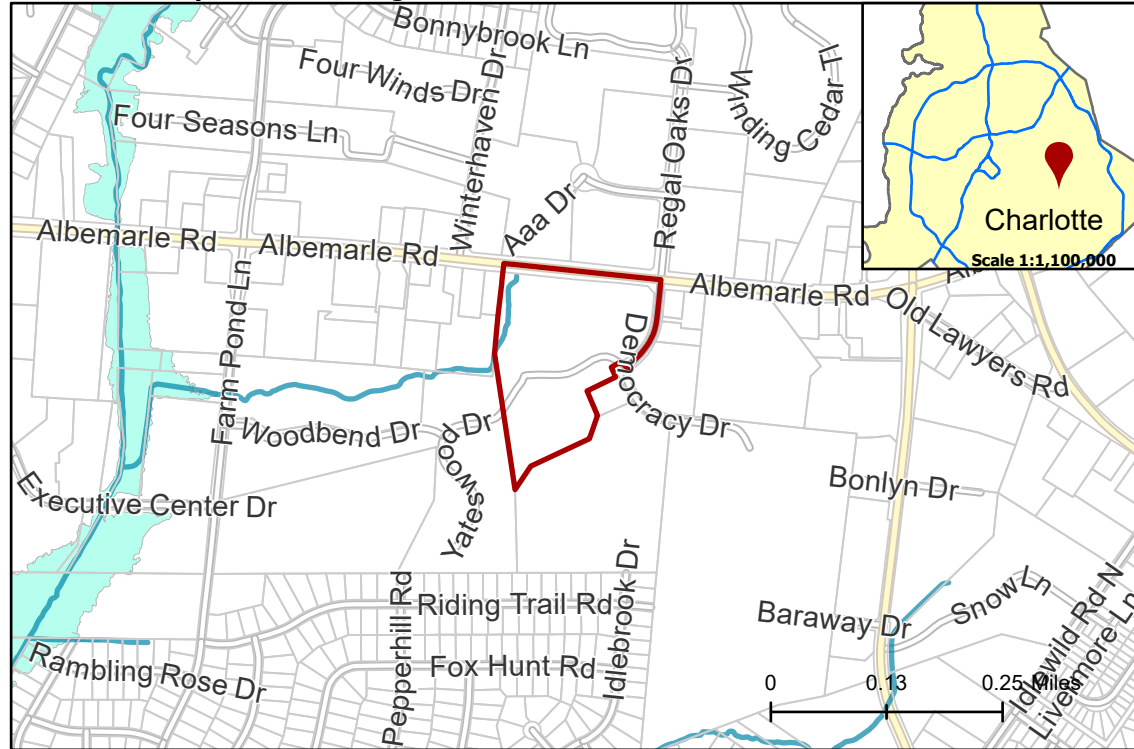 Bonnybrook Ln
Four Winds Dr
Four Seasons Ln
Winterhaven Dr
Regal Oaks Dr
Winding Cedar Tl
Aaa Dr
Charlotte
Scale 1:1,100,000
Albemarle Rd
Albemarle Rd
Albemarle Rd
Old Lawyers Rd
Farm Pond Ln
Democracy Dr
Woodbend Dr
Dr
Yateswood
Executive Center Dr
Bonlyn Dr
Riding Trail Rd
Idlebrook Dr
Pepperhill Rd
Fox Hunt Rd
Rambling Rose Dr
Baraway Dr
Snow Ln
Idlewild Rd N
Livenmore Ln
0 0.13 0.25 Miles